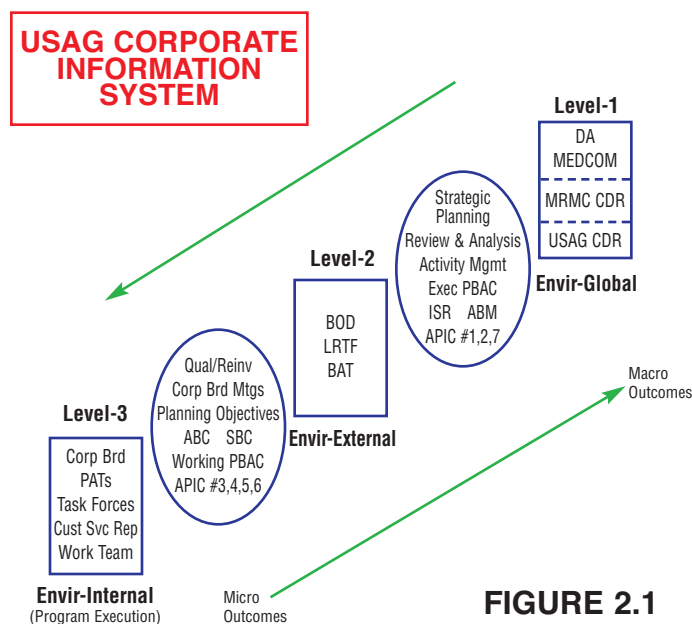 USAG CORPORATE
INFORMATION
SYSTEM
Level-1
DA
MEDCOM
MRMC CDR
USAG CDR
Envir-Global
Strategic
Planning
Review & Analysis
Activity Mgmt
Exec PBAC
ISR ABM
APIC #1,2,7
Level-2
BOD
LRTF
BAT
Envir-External
Qual/Reinv
Corp Brd Mtgs
Planning Objectives
ABC SBC
Working PBAC
APIC #3,4,5,6
Level-3
Corp Brd
PATs
Task Forces
Cust Svc Rep
Work Team
Envir-Internal
(Program Execution)
Micro
Outcomes
Macro
Outcomes
FIGURE 2.1